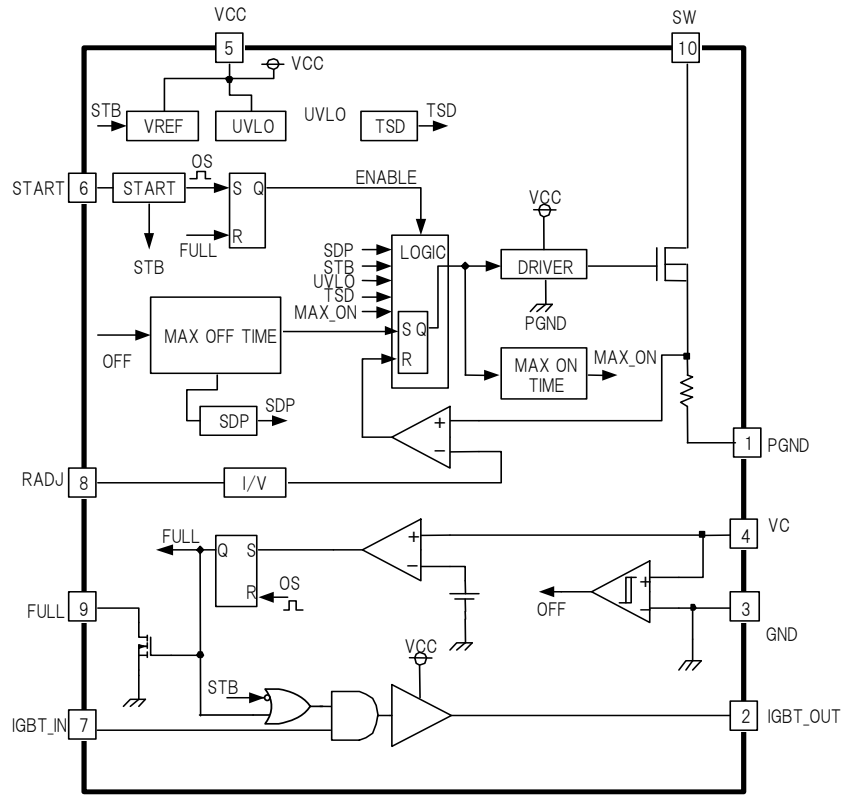 VCC
SW
5
10
VCC
STB
VREF
UVLO
UVLO
TSD
TSD
START
6
START
OS
S Q
R
FULL
STB
ENABLE
VCC
SDP
STB
UVLO
TSD
MAX_ON
LOGIC
S Q
R
DRIVER
PGND
OFF
MAX OFF TIME
MAX ON
TIME
MAX_ON
SDP
SDP
+
−
1
PGND
RADJ
8
I/V
FULL
Q S
R
OS
+
−
4
VC
+
−
OFF
3
GND
FULL
9
VCC
STB
IGBT_IN
7
2
IGBT_OUT